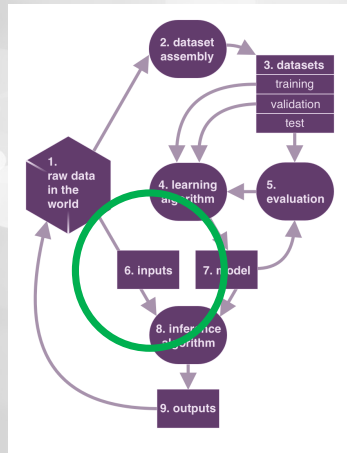 2. dataset
assembly
3. datasets
training
validation
test
1.
raw data
in the
world
4. learning
algorithm
5.
evaluation
6. inputs
7. model
8. inference
algorithm
9. outputs